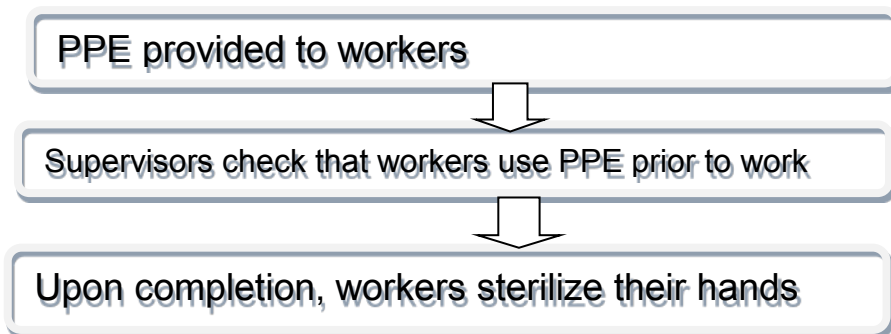 PPE provided to workers
Supervisors check that workers use PPE prior to work
Upon completion, workers sterilize their hands